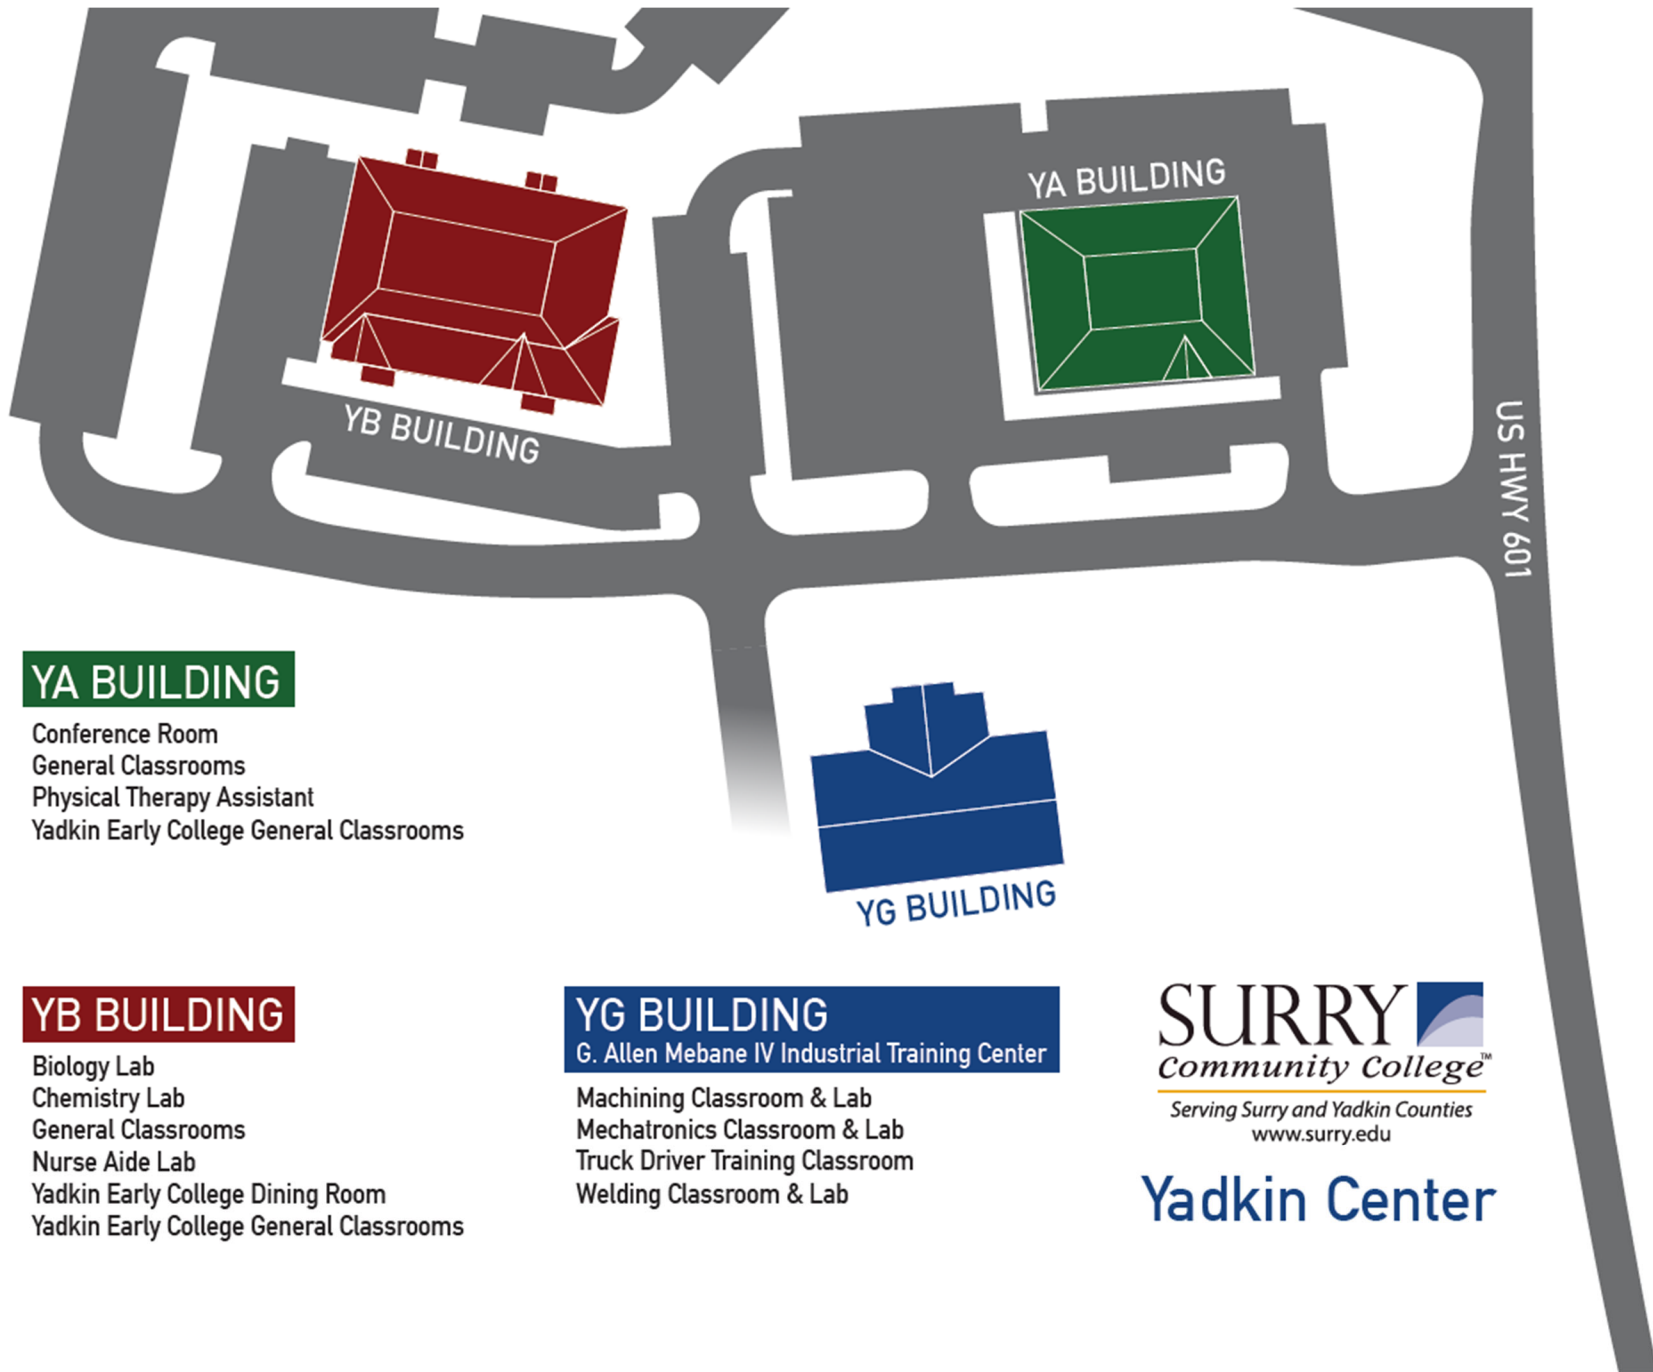 YA BUILDING
YB BUILDING
US HWY 601
YA BUILDING
Conference Room
General Classrooms
Physical Therapy Assistant
Yadkin Early College General Classrooms
YG BUILDING
YB BUILDING
Biology Lab
Chemistry Lab
General Classrooms
Nurse Aide Lab
Yadkin Early College Dining Room
Yadkin Early College General Classrooms
YG BUILDING
G. Allen Mebane IV Industrial Training Center
Machining Classroom & Lab
Mechatronics Classroom & Lab
Truck Driver Training Classroom
Welding Classroom & Lab
SURRY
Community College™
Serving Surry and Yadkin Counties
www.surry.edu
Yadkin Center